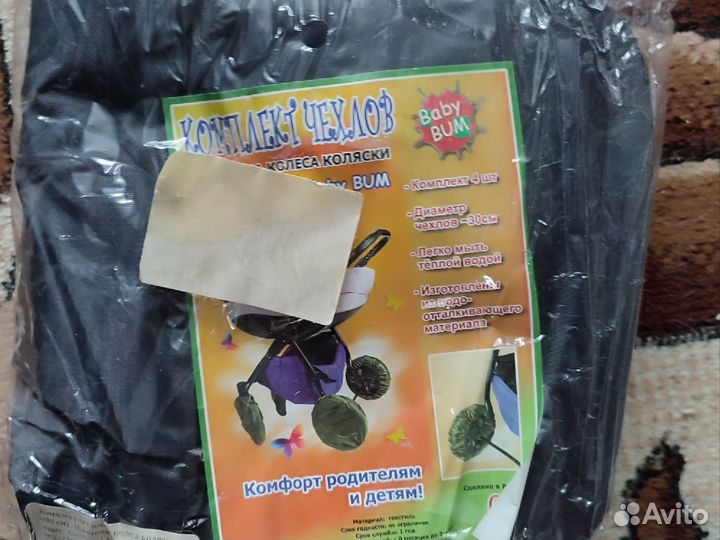 КОМПЛЕКТ ЧЕХЛОВ
КОЛЕСА КОЛЯСКИ
BUM
Baby
BUM
- Комплект 4 шт
- Диаметр
чехлов ~30см
- Легко мыть
тёплой водой
- Изготовлены
из водо-
отталкивающего
материала
Комфорт родителям
и детям!
Сделано в
Материал: текстиль
Срок годности: не ограничен
Срок службы: 1 год
Avito